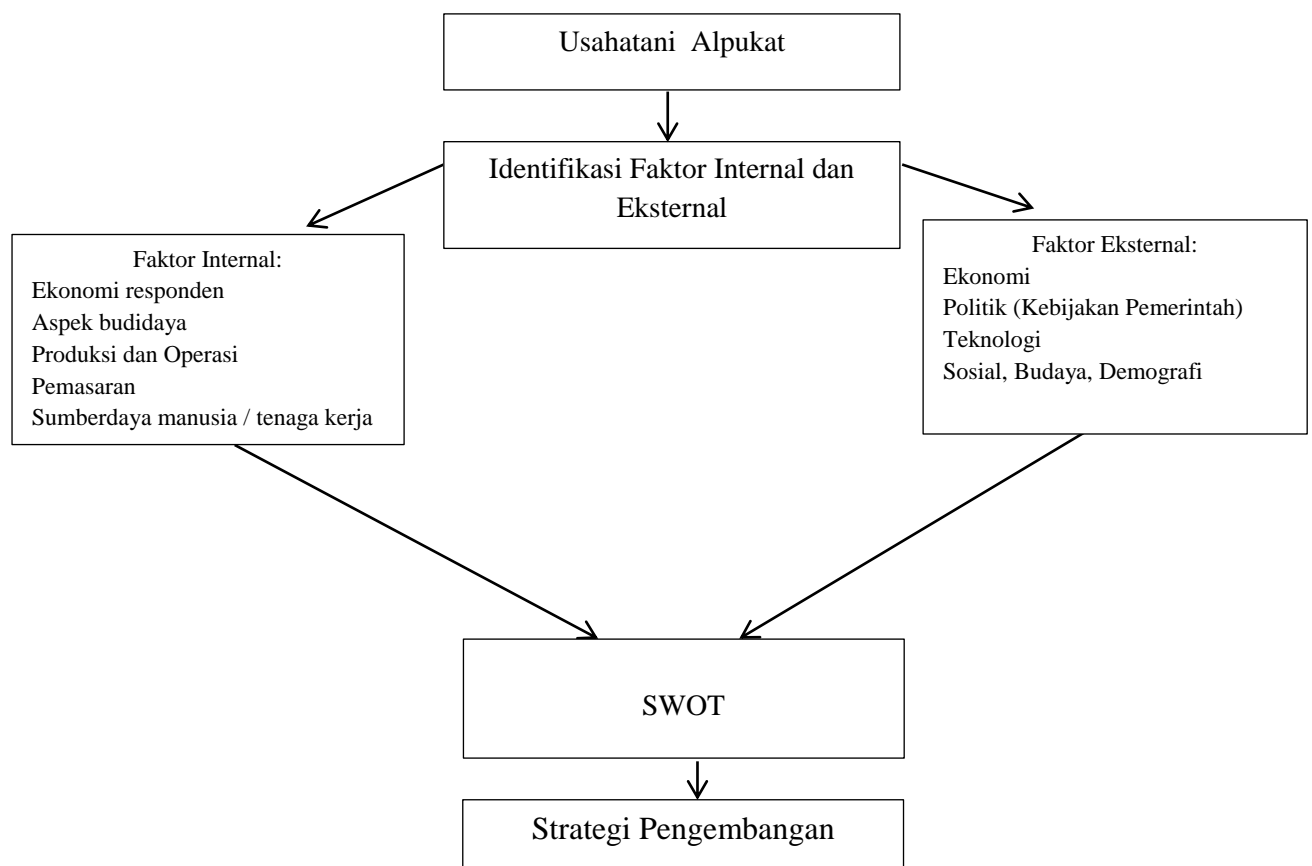 Usahatani Alpukat
Identifikasi Faktor Internal dan
Eksternal
Faktor Internal:
Ekonomi responden
Aspek budidaya
Produksi dan Operasi
Pemasaran
Sumberdaya manusia / tenaga kerja
Faktor Eksternal:
Ekonomi
Politik (Kebijakan Pemerintah)
Teknologi
Sosial, Budaya, Demografi
SWOT
Strategi Pengembangan